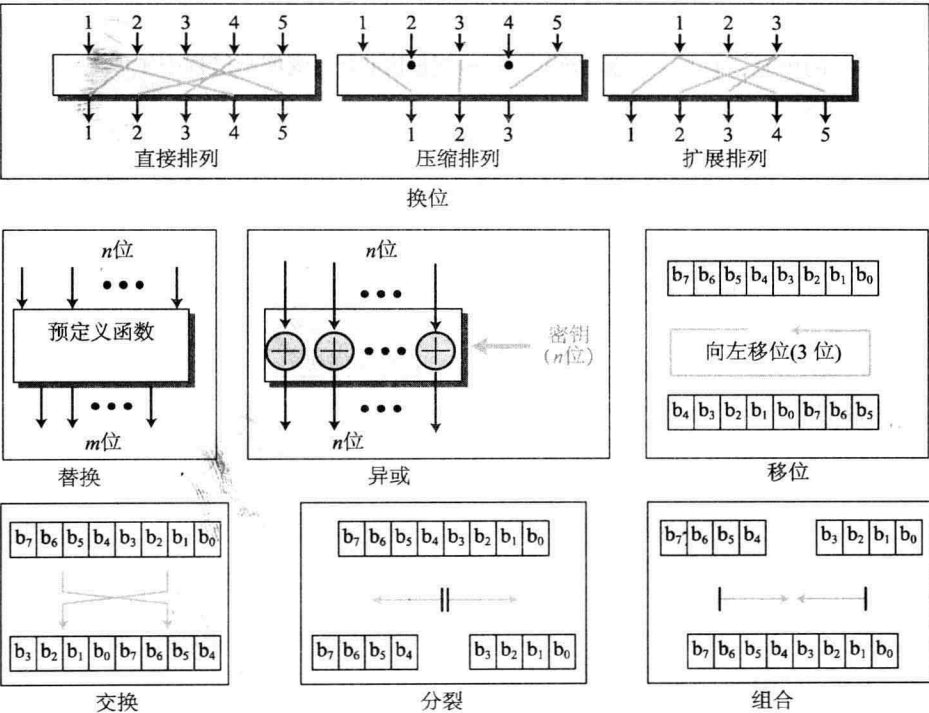 1 2 3 4 5 1 2 3 4 5 1 2 3
1 2 3 4 5 1 2 3 1 2 3 4 5
直接排列 压缩排列 扩展排列
换位
n位 n位
b₇ b₆ b₅ b₄ b₃ b₂ b₁ b₀
预定义函数 密钥
(n位)
向左移位(3 位)
b₄ b₃ b₂ b₁ b₀ b₇ b₆ b₅
m位 n位
替换 异或 移位
b₇ b₆ b₅ b₄ b₃ b₂ b₁ b₀ b₇ b₆ b₅ b₄ b₃ b₂ b₁ b₀ b₇ b₆ b₅ b₄ b₃ b₂ b₁ b₀
b₃ b₂ b₁ b₀ b₇ b₆ b₅ b₄ b₇ b₆ b₅ b₄ b₃ b₂ b₁ b₀ b₇ b₆ b₅ b₄ b₃ b₂ b₁ b₀
交换 分裂 组合